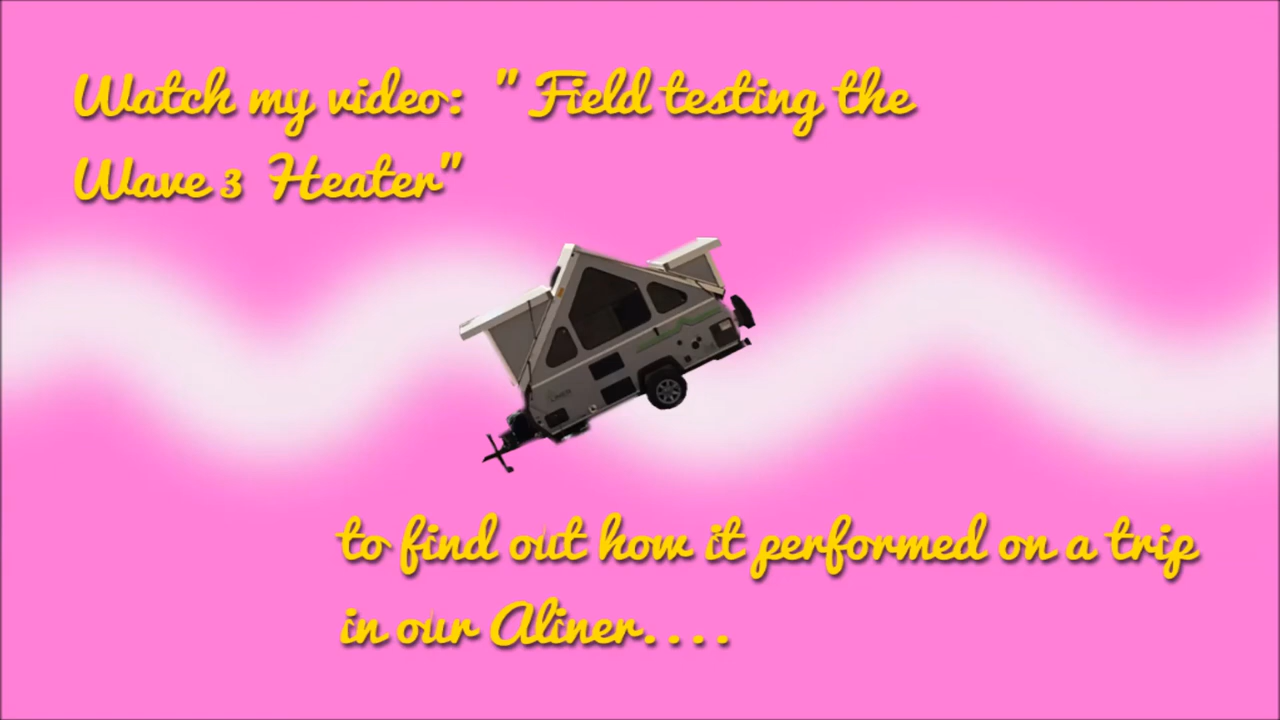 Watch my video:  " Field testing the
Wave 3  Heater"
to find out how it performed on a trip
in our Aliner....